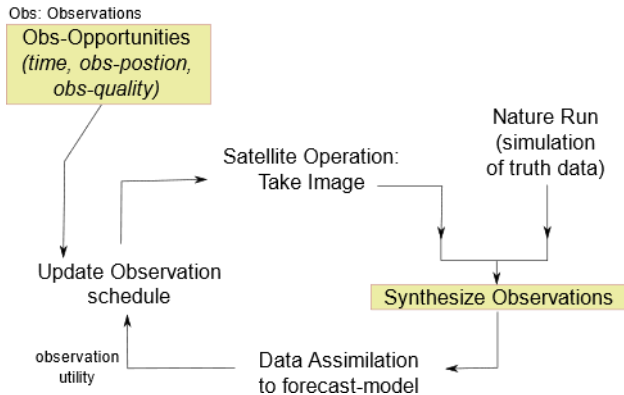 Obs: Observations
Obs-Opportunities
(time, obs-postion,
obs-quality)
Nature Run
(simulation
of truth data)
Satellite Operation:
Take Image
Update Observation
schedule
Synthesize Observations
observation
utility
Data Assimilation
to forecast-model